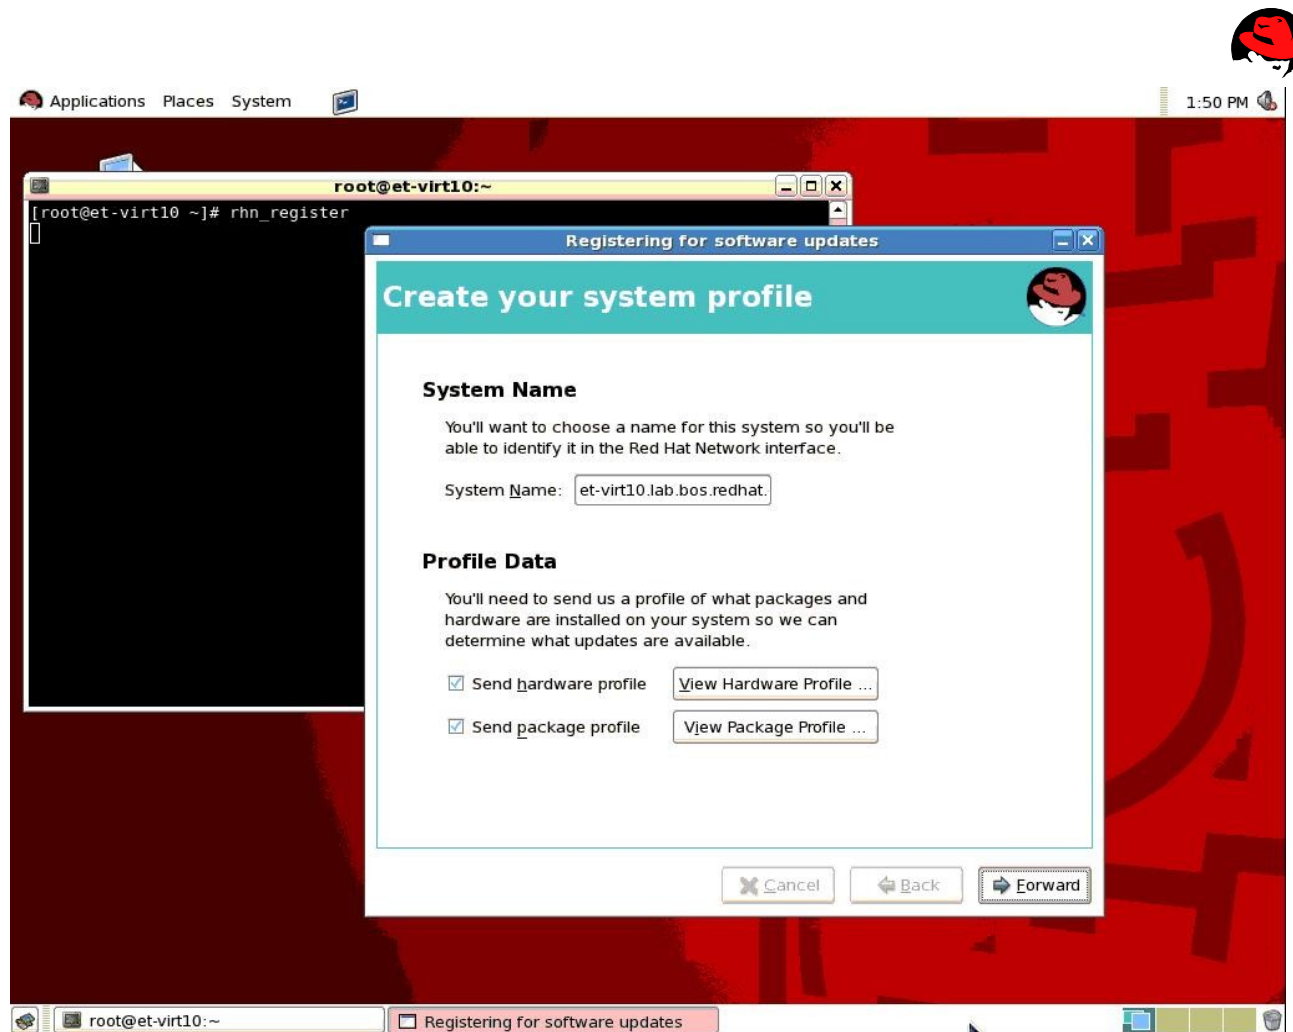 Applications Places System
1:50 PM
root@et-virt10:~
[root@et-virt10 ~]# rhn_register
Registering for software updates
Create your system profile
System Name
You'll want to choose a name for this system so you'll be
able to identify it in the Red Hat Network interface.
System Name: et-virt10.lab.bos.redhat.
Profile Data
You'll need to send us a profile of what packages and
hardware are installed on your system so we can
determine what updates are available.
Send hardware profile
View Hardware Profile ...
Send package profile
View Package Profile ...
Cancel
Back
Forward
root@et-virt10:~
Registering for software updates